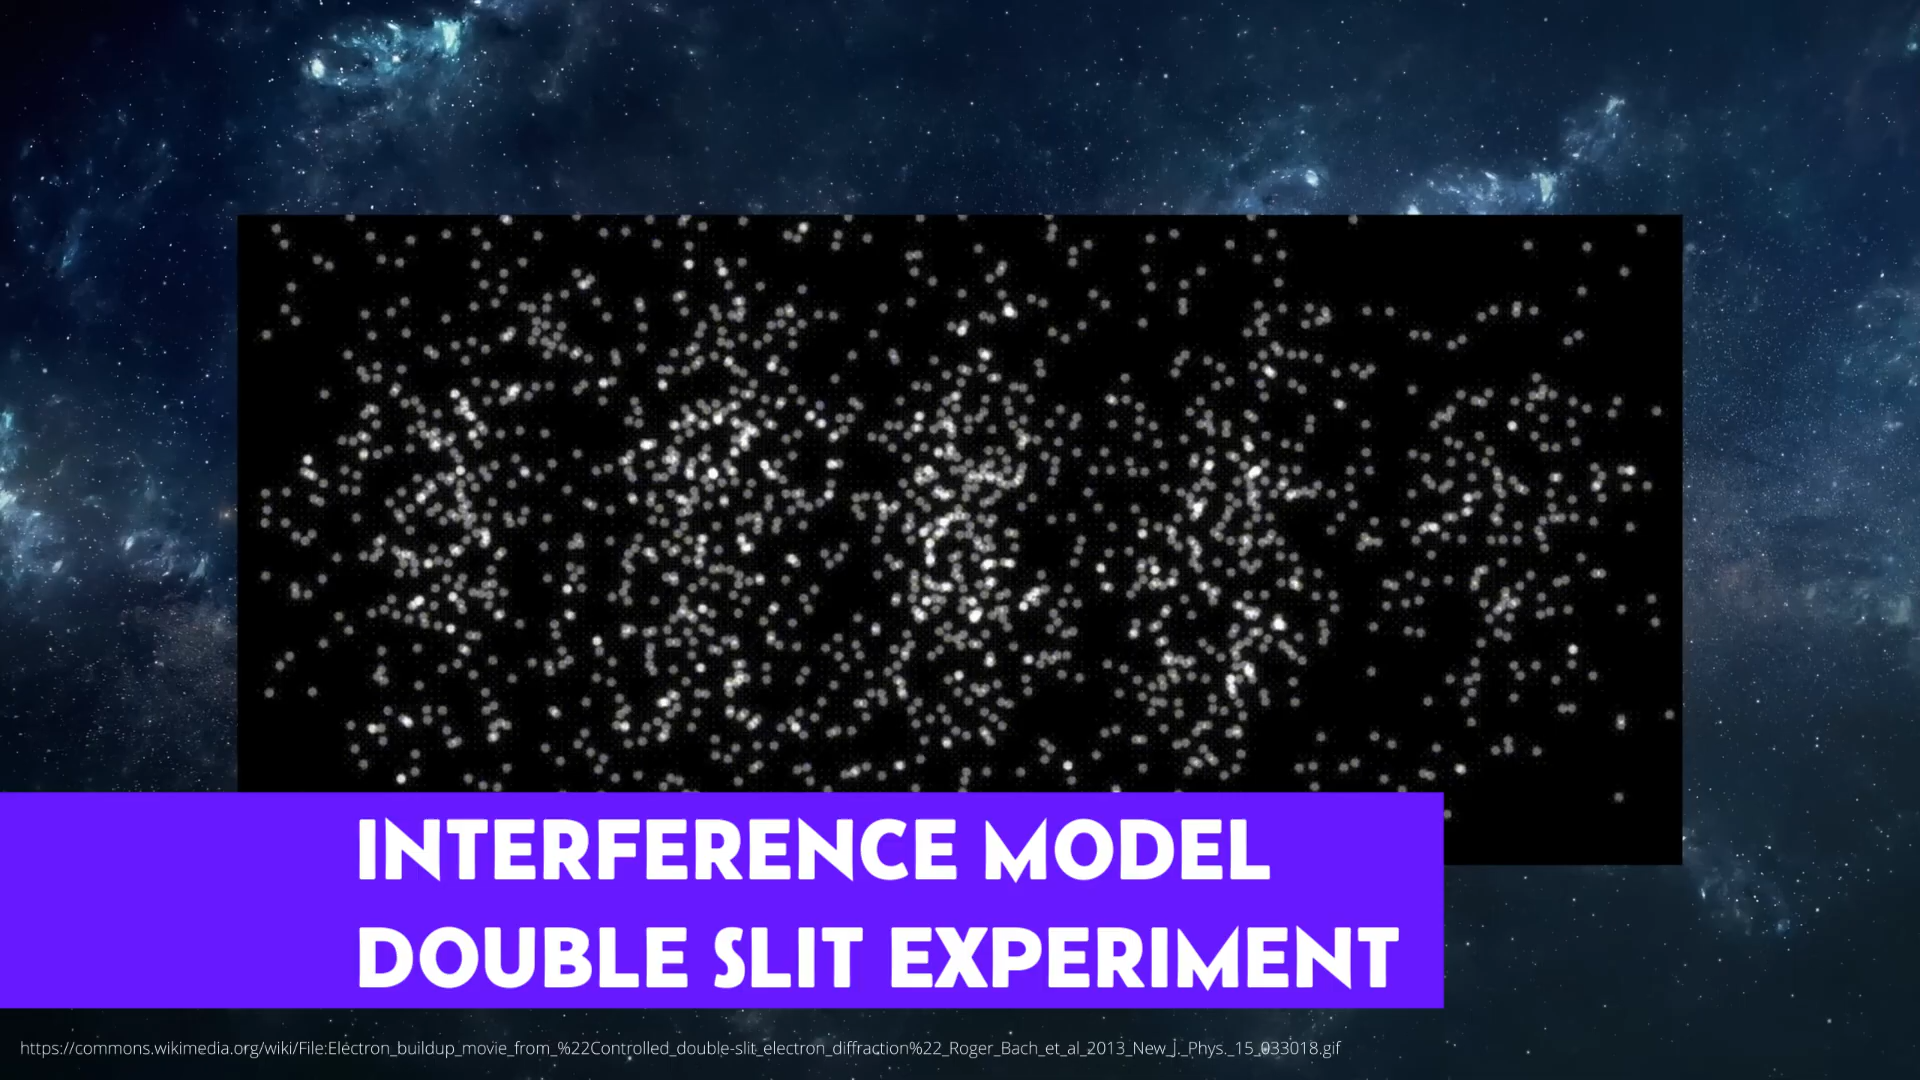 INTERFERENCE MODEL
DOUBLE SLIT EXPERIMENT
https://commons.wikimedia.org/wiki/File:Electron_buildup_movie_from_%22Controlled_double-slit_electron_diffraction%22_Roger_Bach_et_al_2013_New_J._Phys._15_033018.gif